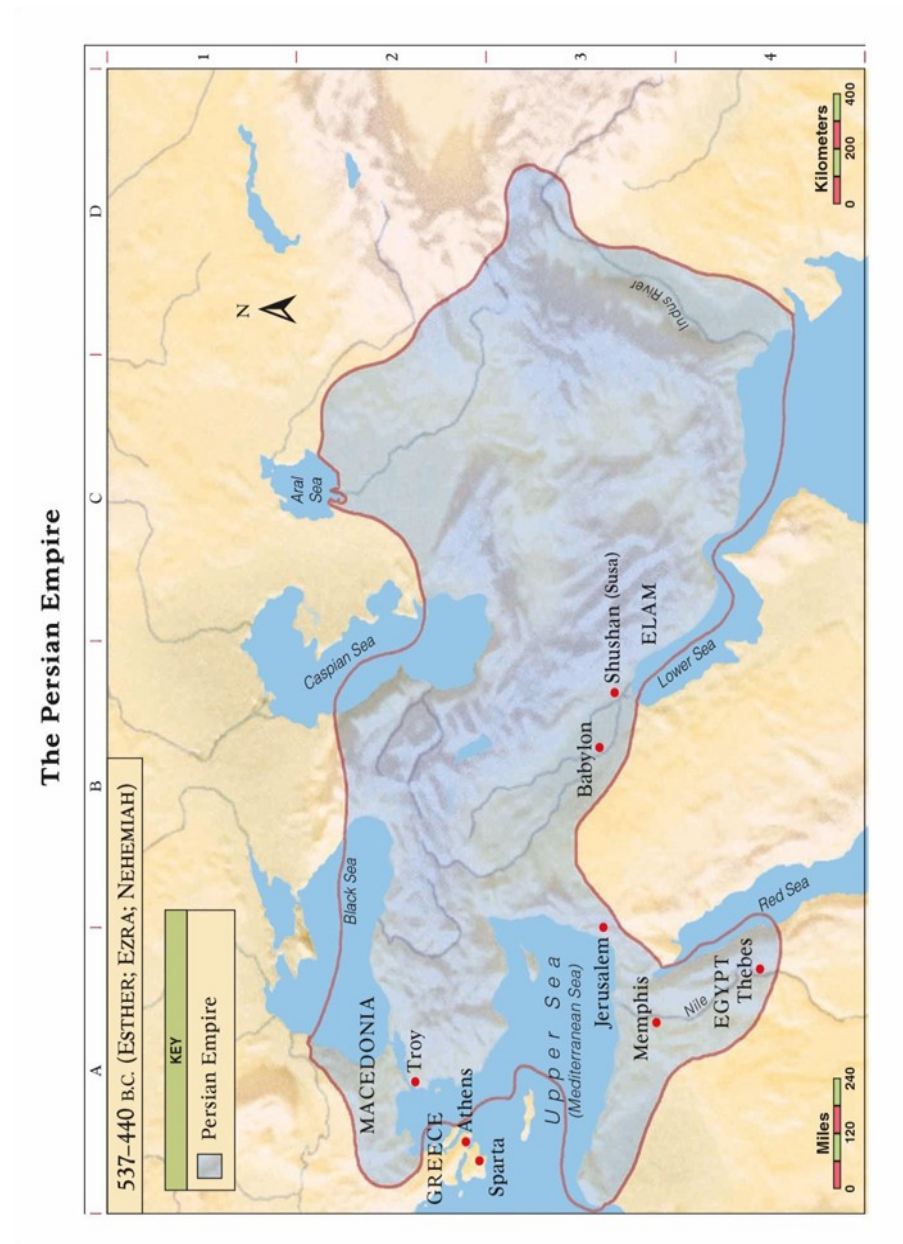 The Persian Empire
A
B
C
D
1
2
3
4
537–440 B.C. (ESTHER; EZRA; NEHEMIAH)
KEY
Persian Empire
N
Aral
Sea
Caspian Sea
Black Sea
MACEDONIA
Troy
GREECE
Athens
Sparta
Upper Sea
(Mediterranean Sea)
Jerusalem
Memphis
Nile
EGYPT
Thebes
Red Sea
Babylon
Shushan (Susa)
ELAM
Lower Sea
Indus River
Miles
0 120 240
Kilometers
0 200 400